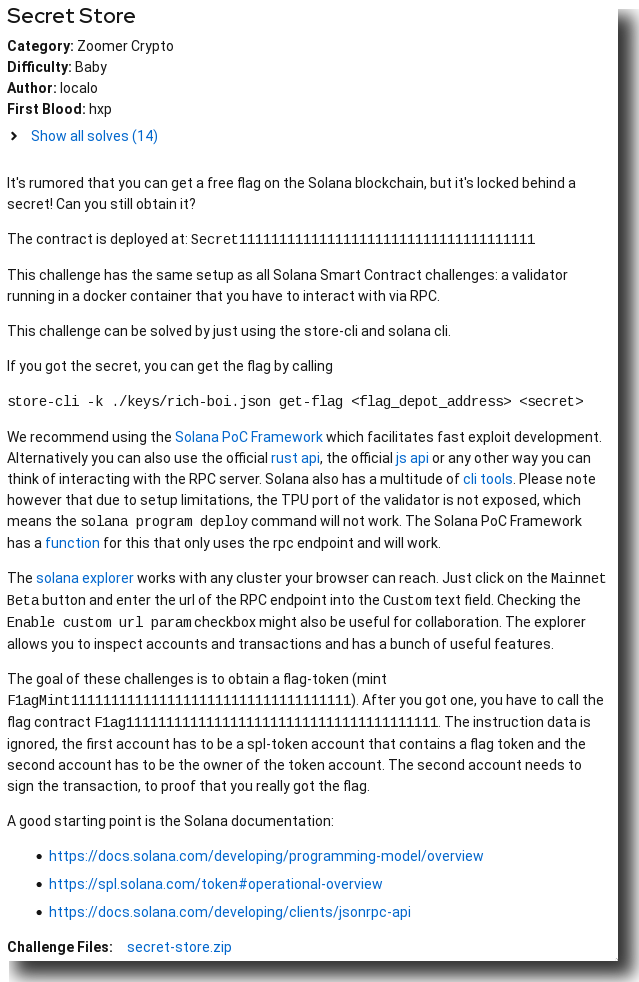 Secret Store
Category: Zoomer Crypto
Difficulty: Baby
Author: localo
First Blood: hxp
Show all solves (14)
It's rumored that you can get a free flag on the Solana blockchain, but it's locked behind a
secret! Can you still obtain it?
The contract is deployed at: Secret1111111111111111111111111111111111111
This challenge has the same setup as all Solana Smart Contract challenges: a validator
running in a docker container that you have to interact with via RPC.
This challenge can be solved by just using the store-cli and solana cli.
If you got the secret, you can get the flag by calling
store-cli -k ./keys/rich-boi.json get-flag <flag_depot_address> <secret>
We recommend using the Solana PoC Framework which facilitates fast exploit development.
Alternatively you can also use the official rust api, the official js api or any other way you can
think of interacting with the RPC server. Solana also has a multitude of cli tools. Please note
however that due to setup limitations, the TPU port of the validator is not exposed, which
means the solana program deploy command will not work. The Solana PoC Framework
has a function for this that only uses the rpc endpoint and will work.
The solana explorer works with any cluster your browser can reach. Just click on the Mainnet
Beta button and enter the url of the RPC endpoint into the Custom text field. Checking the
Enable custom url param checkbox might also be useful for collaboration. The explorer
allows you to inspect accounts and transactions and has a bunch of useful features.
The goal of these challenges is to obtain a flag-token (mint
F1agMint11111111111111111111111111111111111). After you got one, you have to call the
flag contract F1ag111111111111111111111111111111111111111. The instruction data is
ignored, the first account has to be a spl-token account that contains a flag token and the
second account has to be the owner of the token account. The second account needs to
sign the transaction, to proof that you really got the flag.
A good starting point is the Solana documentation:
• https://docs.solana.com/developing/programming-model/overview
• https://spl.solana.com/token#operational-overview
• https://docs.solana.com/developing/clients/jsonrpc-api
Challenge Files: secret-store.zip